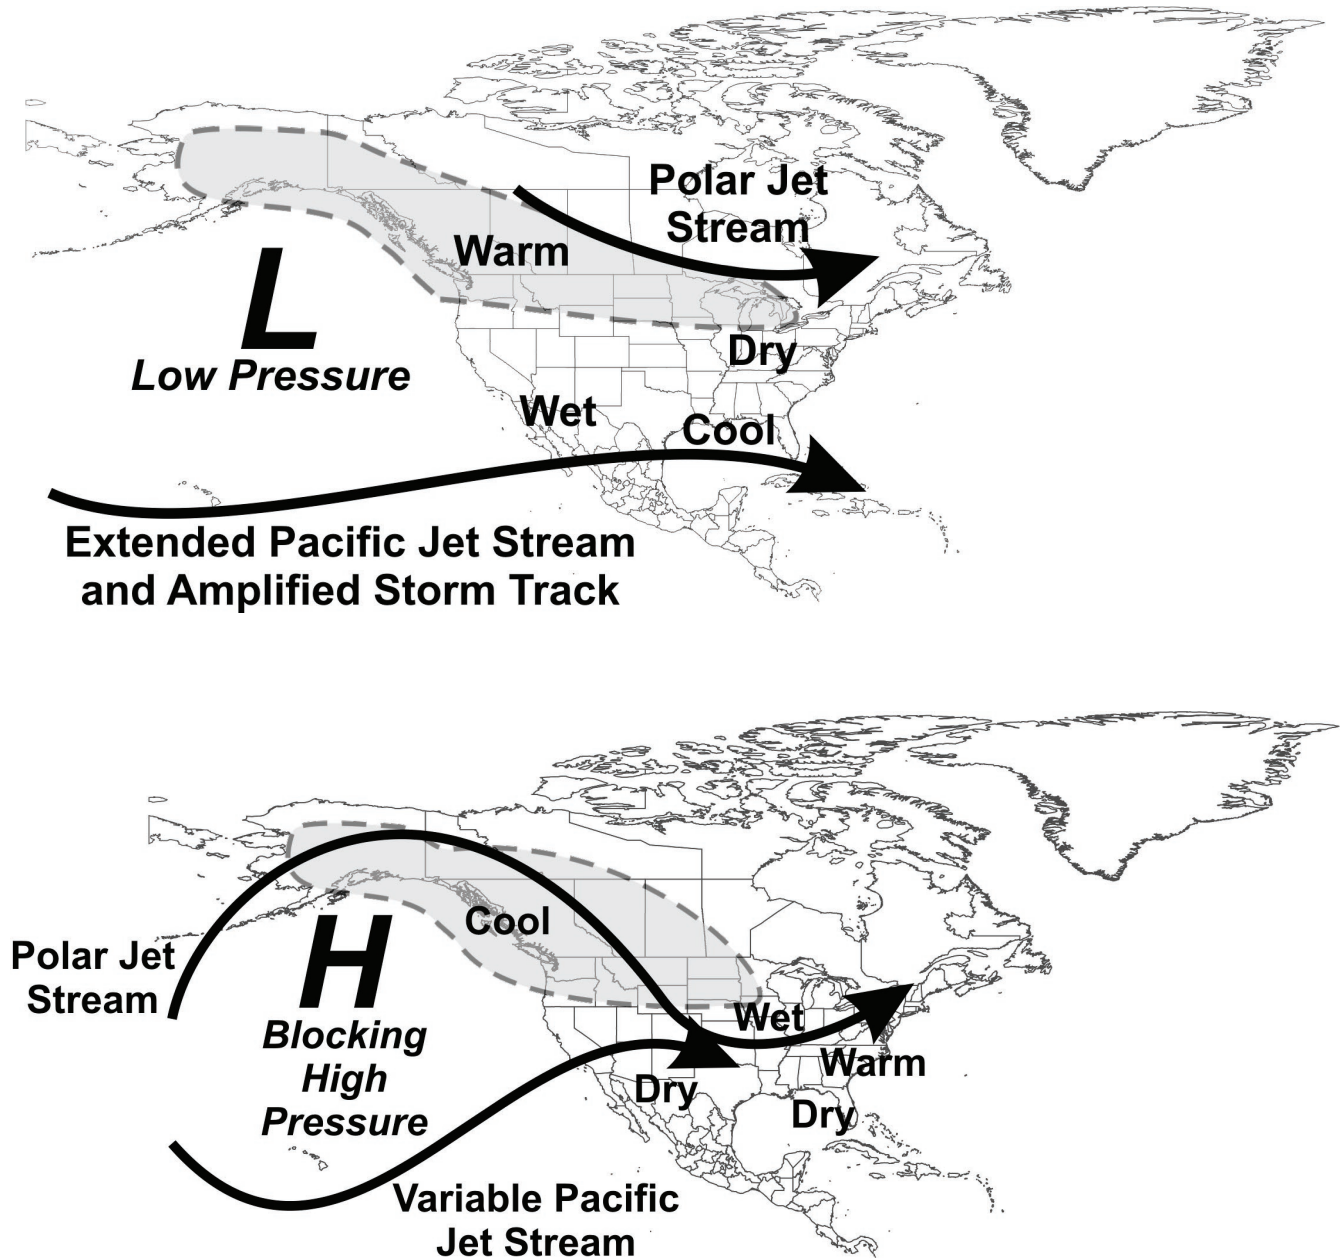 Polar Jet
Stream
Warm
L
Low Pressure
Dry
Wet
Cool
Extended Pacific Jet Stream
and Amplified Storm Track
Cool
H
Polar Jet
Stream
Blocking
High
Pressure
Wet
Warm
Dry
Dry
Variable Pacific
Jet Stream